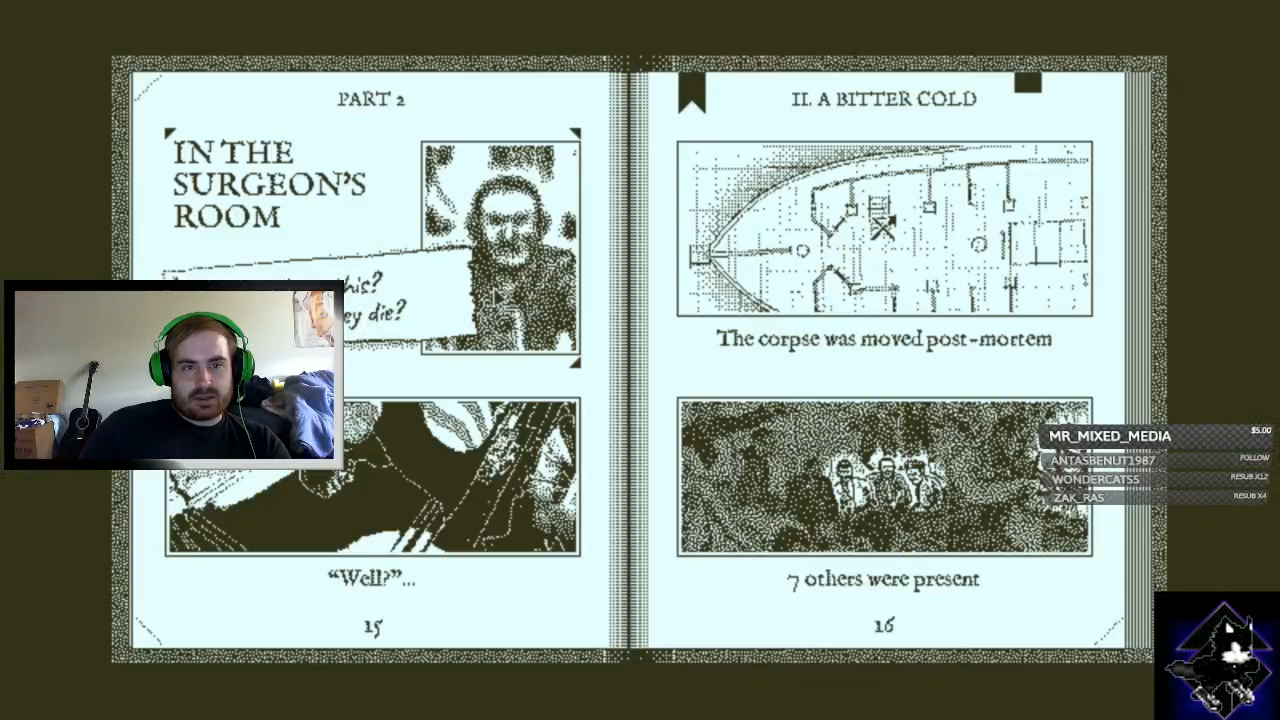 PART 2
IN THE
SURGEON'S
ROOM
his?
ey die?
"Well?"...
15
II. A BITTER COLD
The corpse was moved post-mortem
7 others were present
16
MR_MIXED_MEDIA $5.00
ANTASBENUT1987 FOLLOW
WONDERCATSS RESUB X12
ZAK_RAS RESUB X4